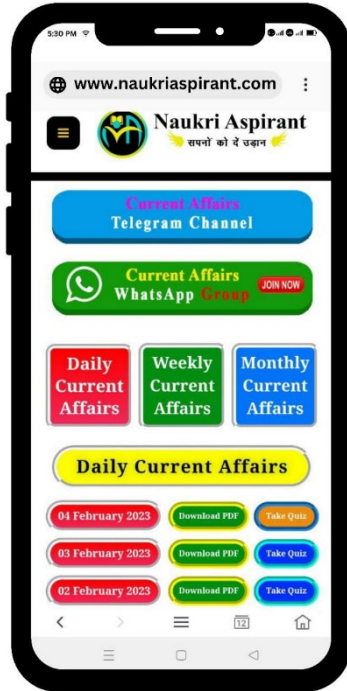 5:30 PM
www.naukriaspirant.com
Naukri Aspirant
सपनों को दें उड़ान
Current Affairs
Telegram Channel
Current Affairs
WhatsApp Group
JOIN NOW
Daily
Current
Affairs
Weekly
Current
Affairs
Monthly
Current
Affairs
Daily Current Affairs
04 February 2023 Download PDF Take Quiz
03 February 2023 Download PDF Take Quiz
02 February 2023 Download PDF Take Quiz
12